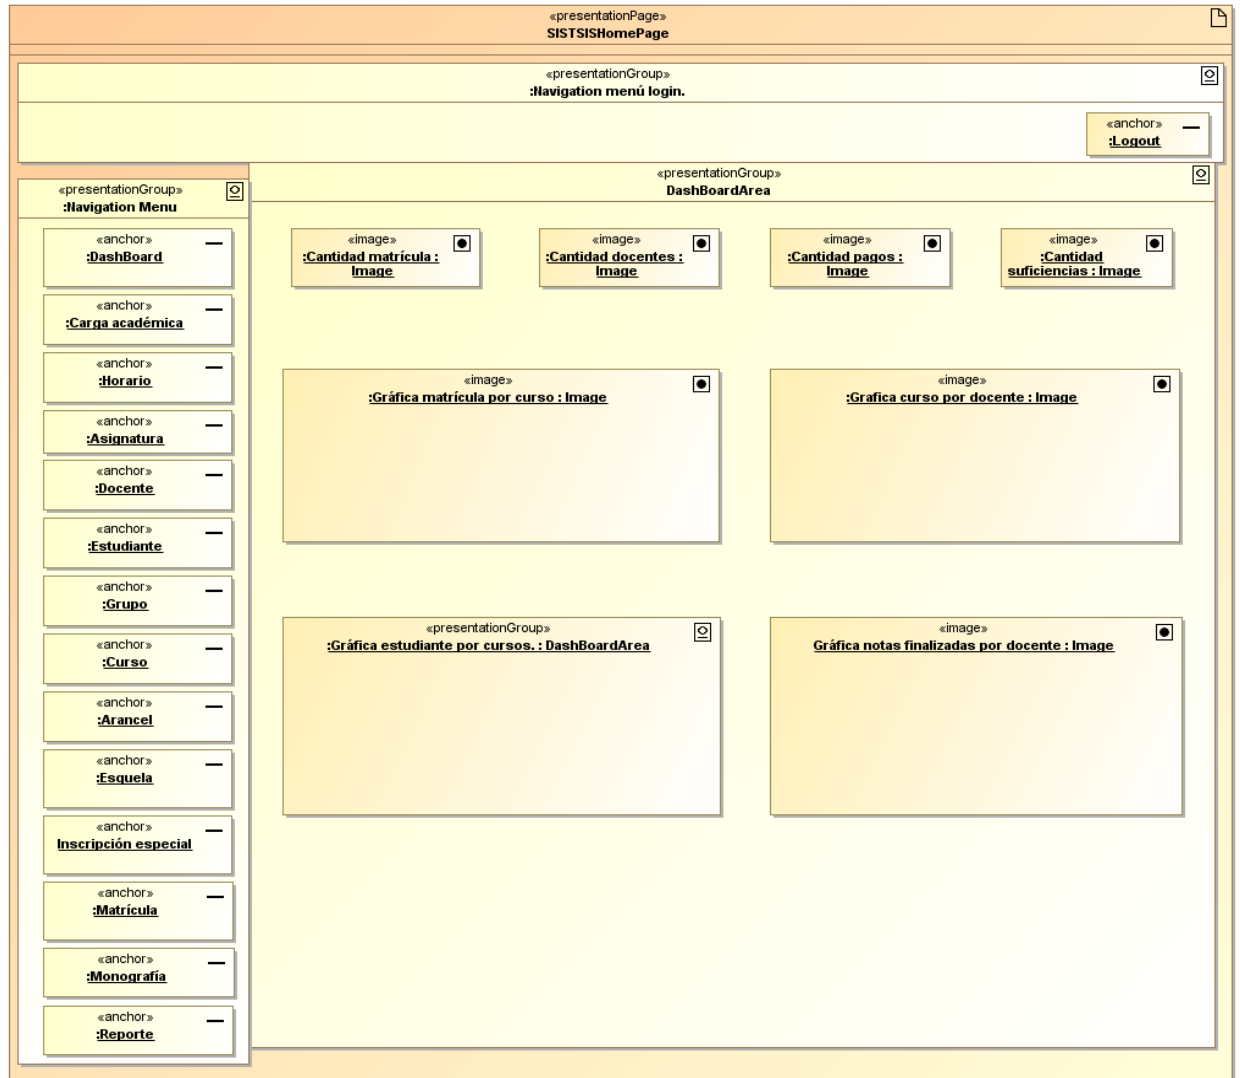 «presentationPage»
SISTSISHomePage
«presentationGroup»
:Navigation menú login.
«anchor»
:Logout
«presentationGroup»
:Navigation Menu
«anchor»
:DashBoard
«anchor»
:Carga académica
«anchor»
:Horario
«anchor»
:Asignatura
«anchor»
:Docente
«anchor»
:Estudiante
«anchor»
:Grupo
«anchor»
:Curso
«anchor»
:Arancel
«anchor»
:Esquela
«anchor»
Inscripción especial
«anchor»
:Matrícula
«anchor»
:Monografía
«anchor»
:Reporte
«presentationGroup»
DashBoardArea
«image»
:Cantidad matrícula :
Image
«image»
:Cantidad docentes :
Image
«image»
:Cantidad pagos :
Image
«image»
:Cantidad
suficiencias : Image
«image»
:Gráfica matrícula por curso : Image
«image»
:Grafica curso por docente : Image
«presentationGroup»
:Gráfica estudiante por cursos. : DashBoardArea
«image»
Gráfica notas finalizadas por docente : Image